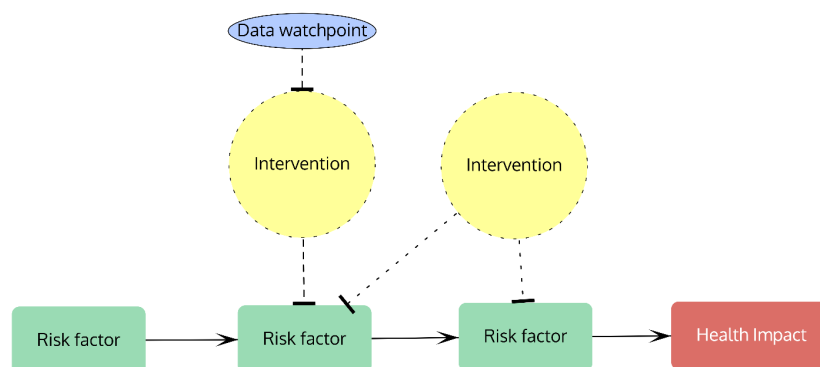 Data watchpoint
Intervention
Intervention
Risk factor
Risk factor
Risk factor
Health Impact